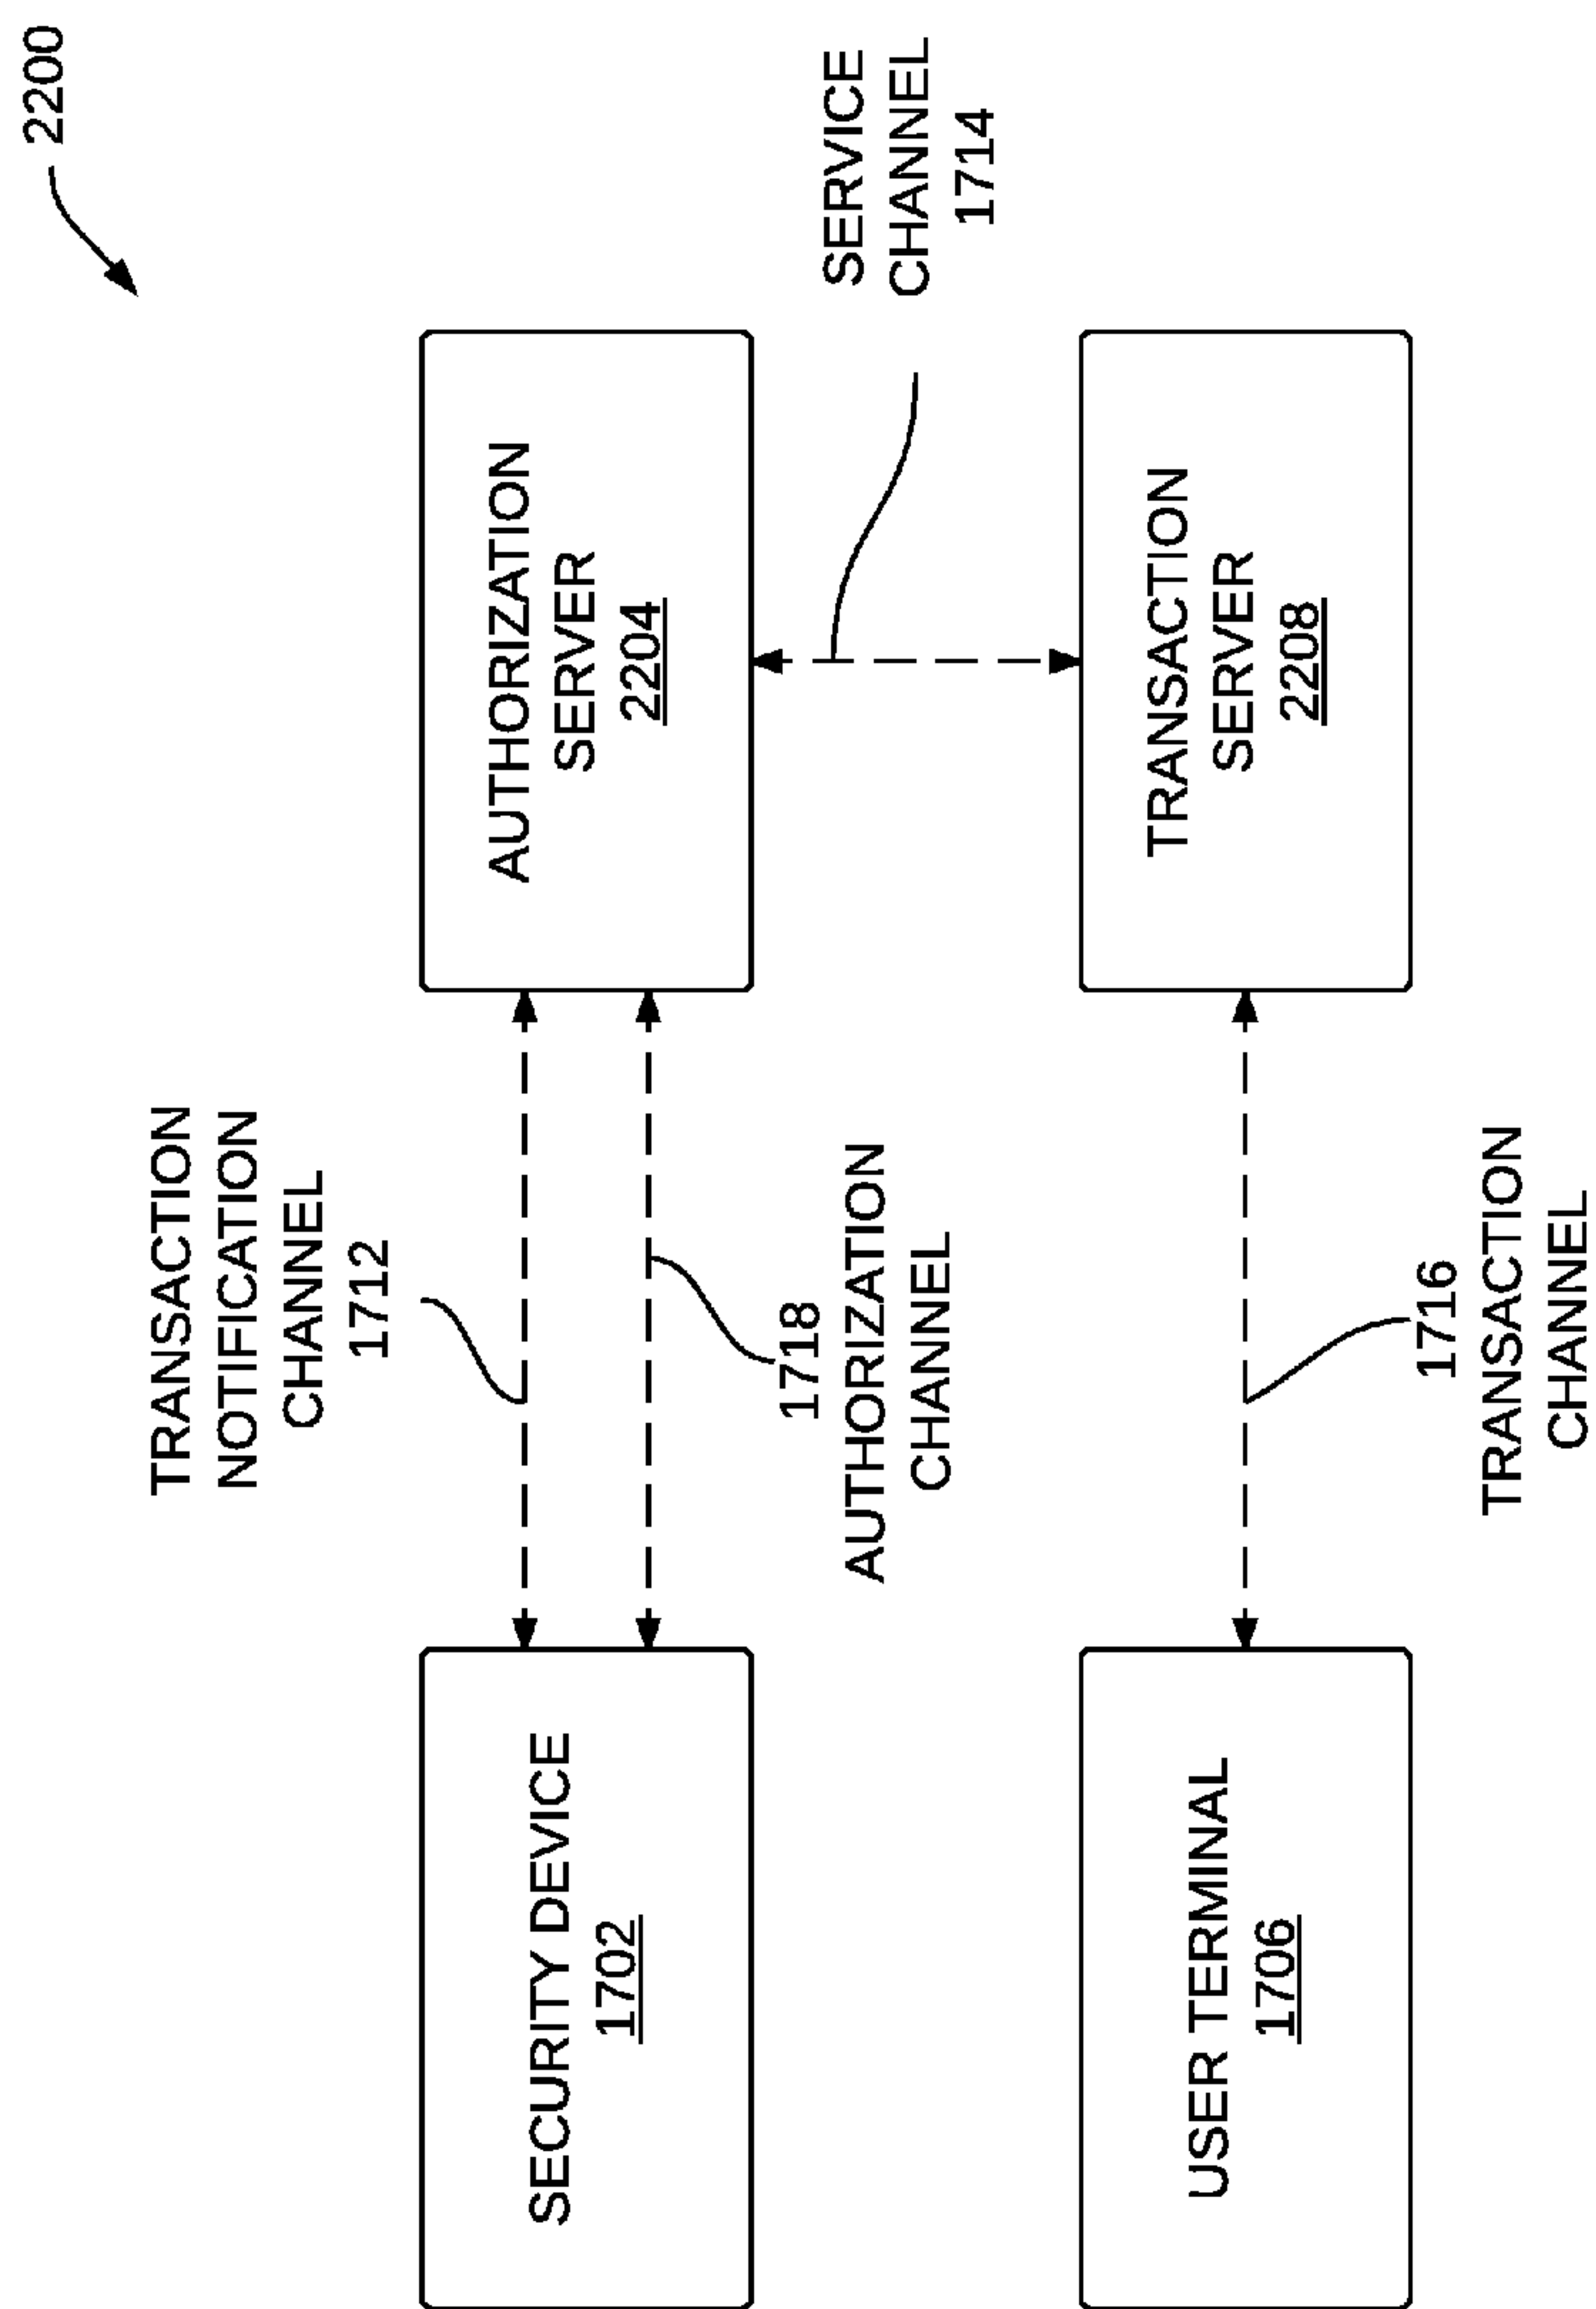 2200
TRANSACTION
NOTIFICATION
CHANNEL
1712
SECURITY DEVICE
1702
AUTHORIZATION
SERVER
2204
1718
AUTHORIZATION
CHANNEL
SERVICE
CHANNEL
1714
USER TERMINAL
1706
TRANSACTION
SERVER
2208
1716
TRANSACTION
CHANNEL